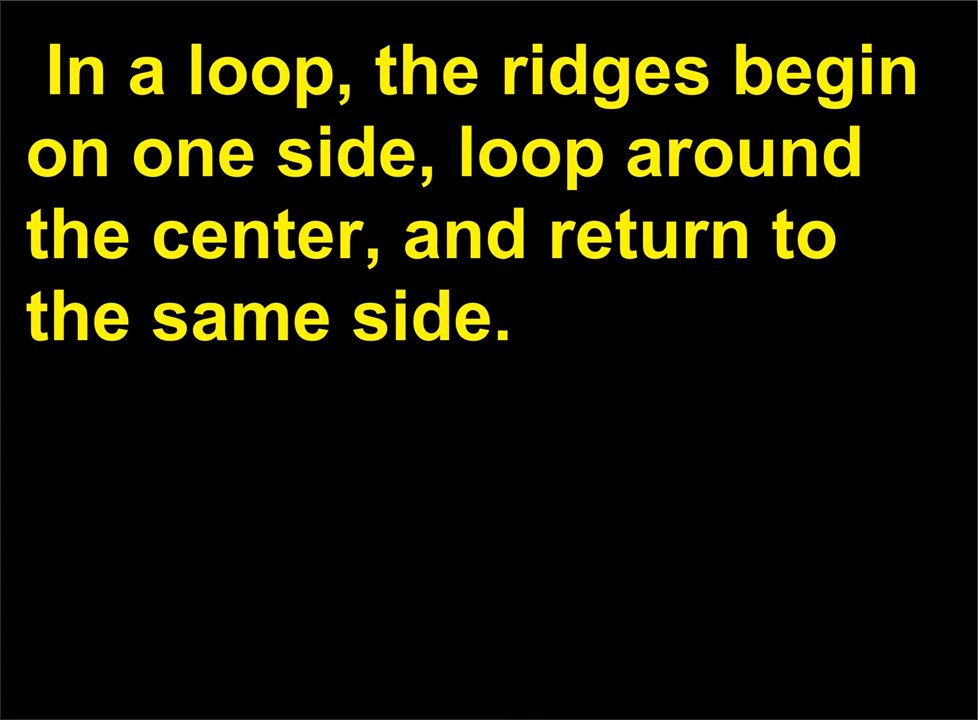 In a loop, the ridges begin
on one side, loop around
the center, and return to
the same side.